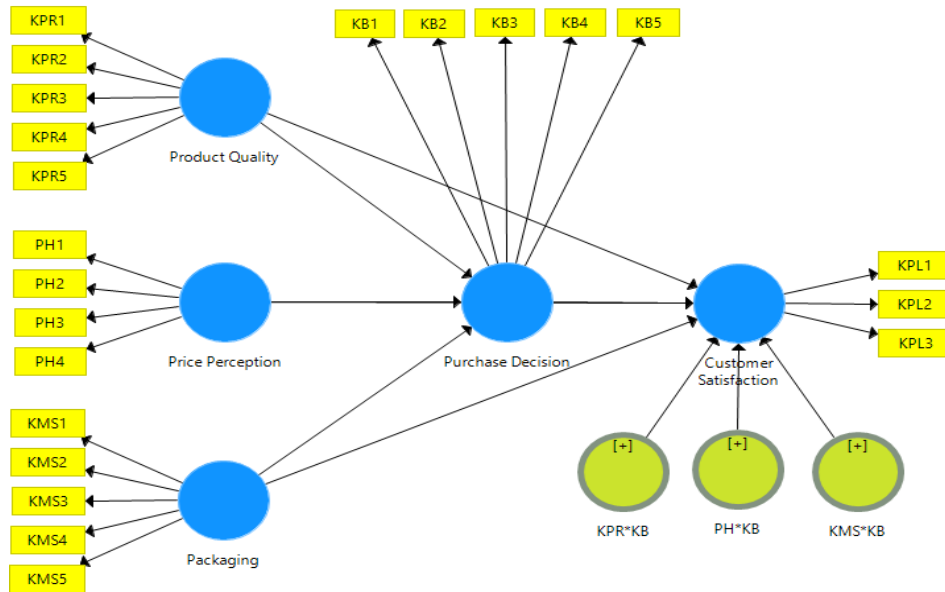 KPR1
KPR2
KPR3
KPR4
KPR5
Product Quality
KB1
KB2
KB3
KB4
KB5
PH1
PH2
PH3
PH4
Price Perception
Purchase Decision
Customer
Satisfaction
KPL1
KPL2
KPL3
KMS1
KMS2
KMS3
KMS4
KMS5
Packaging
[+]
KPR*KB
[+]
PH*KB
[+]
KMS*KB